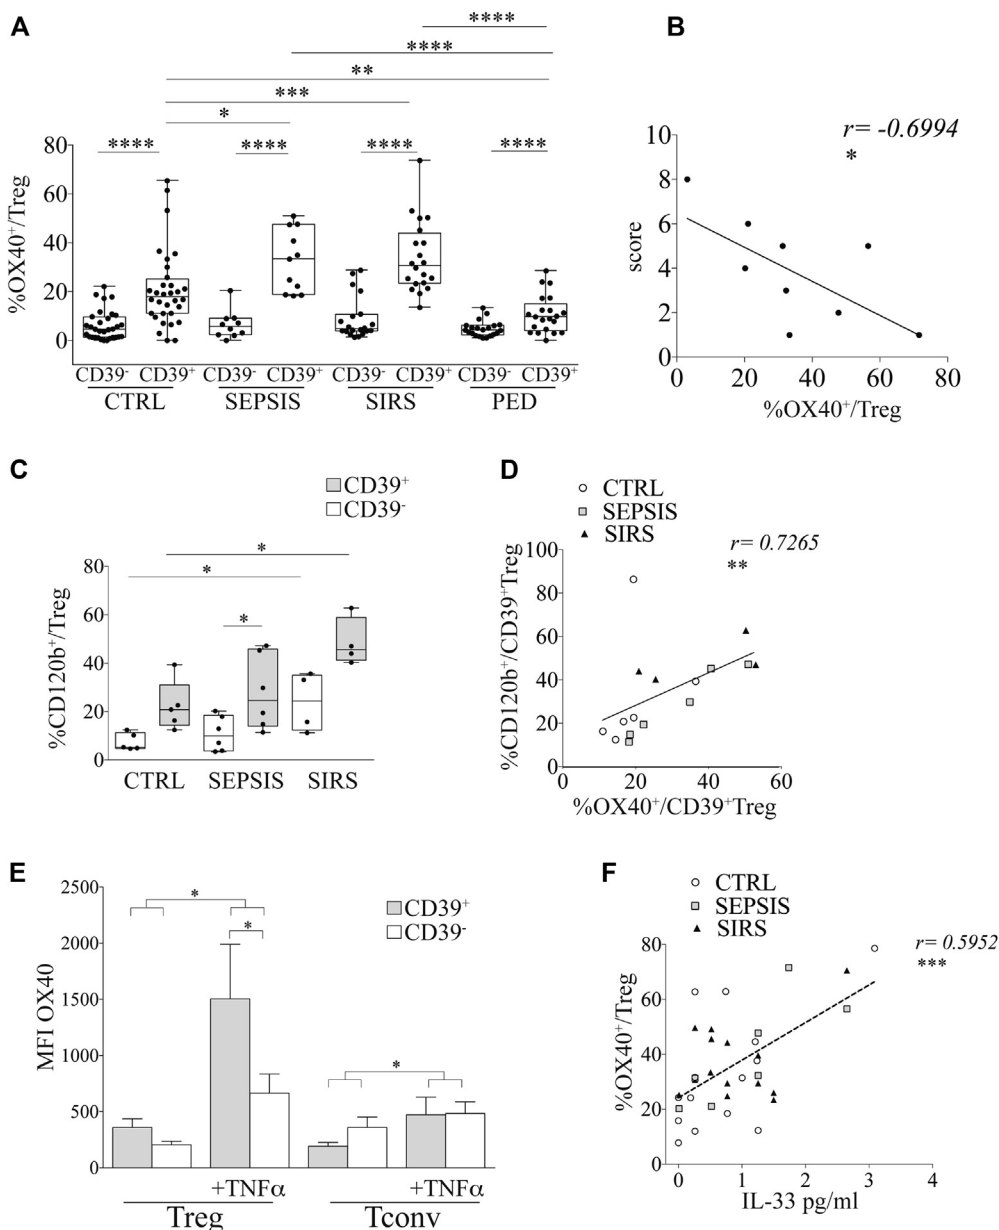 A
****
****
**
***
*
****
****
****
****
%OX40+/Treg
80
60
40
20
0
CD39- CD39+ CD39- CD39+ CD39- CD39+ CD39- CD39+
CTRL SEPSIS SIRS PED
B
r= -0.6994
*
score
10
8
6
4
2
0
0 20 40 60 80
%OX40+/Treg
C
CD39+
CD39-
*
*
*
%CD120b+/Treg
80
60
40
20
0
CTRL SEPSIS SIRS
D
CTRL
SEPSIS
SIRS
r= 0.7265
**
%CD120b+/CD39+Treg
100
80
60
40
20
0
0 20 40 60
%OX40+/CD39+Treg
E
CD39+
CD39-
*
*
*
MFI OX40
2500
2000
1500
1000
500
0
+TNFα +TNFα
Treg Tconv
F
CTRL
SEPSIS
SIRS
r= 0.5952
***
%OX40+/Treg
80
60
40
20
0
0 1 2 3 4
IL-33 pg/ml